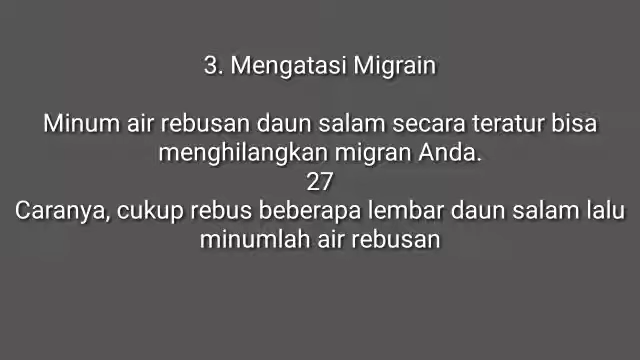 3. Mengatasi Migrain
Minum air rebusan daun salam secara teratur bisa
menghilangkan migran Anda.
27
Caranya, cukup rebus beberapa lembar daun salam lalu
minumlah air rebusan